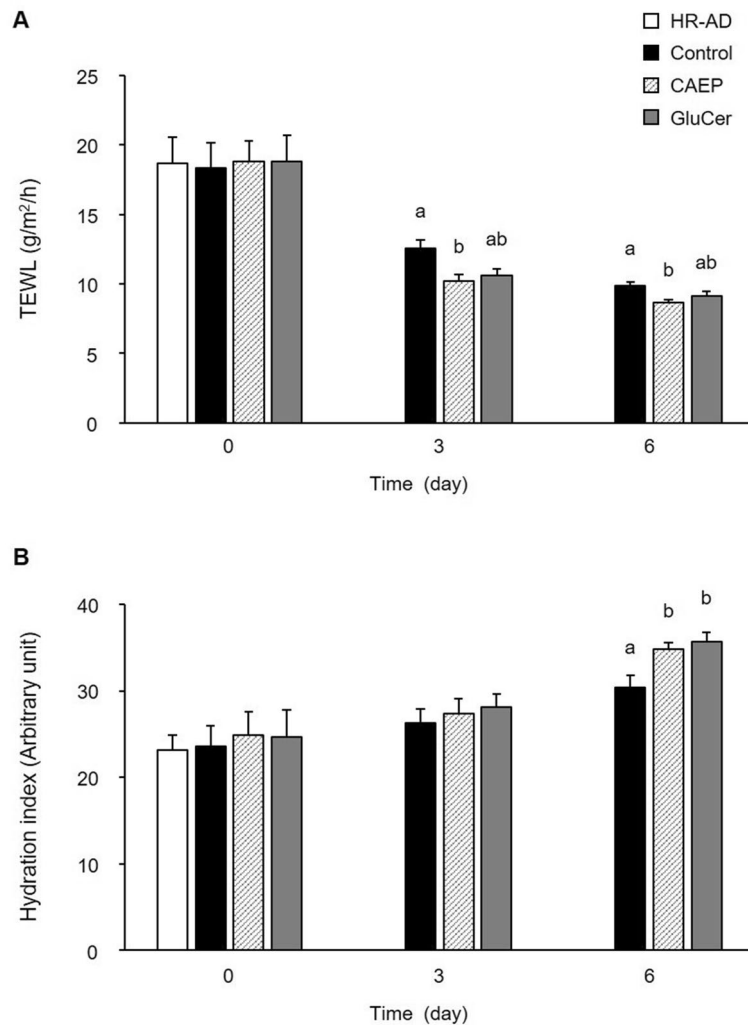 A
HR-AD
Control
CAEP
GluCer
25
20
15
10
5
0
TEWL (g/m²/h)
a
b
ab
a
b
ab
0
3
6
Time (day)
B
40
30
20
10
0
Hydration index (Arbitrary unit)
a
b
b
0
3
6
Time (day)